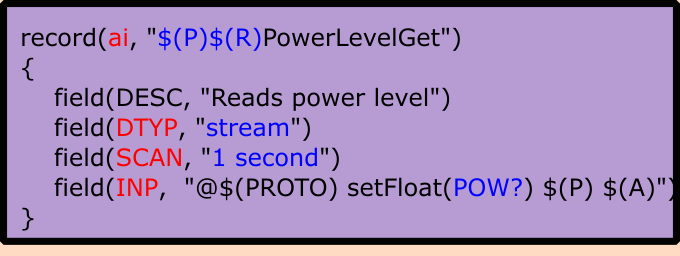 record(ai, "$(P)$(R)PowerLevelGet")
{
field(DESC, "Reads power level")
field(DTYP, "stream")
field(SCAN, "1 second")
field(INP, "@$(PROTO) setFloat(POW?) $(P) $(A)")
}